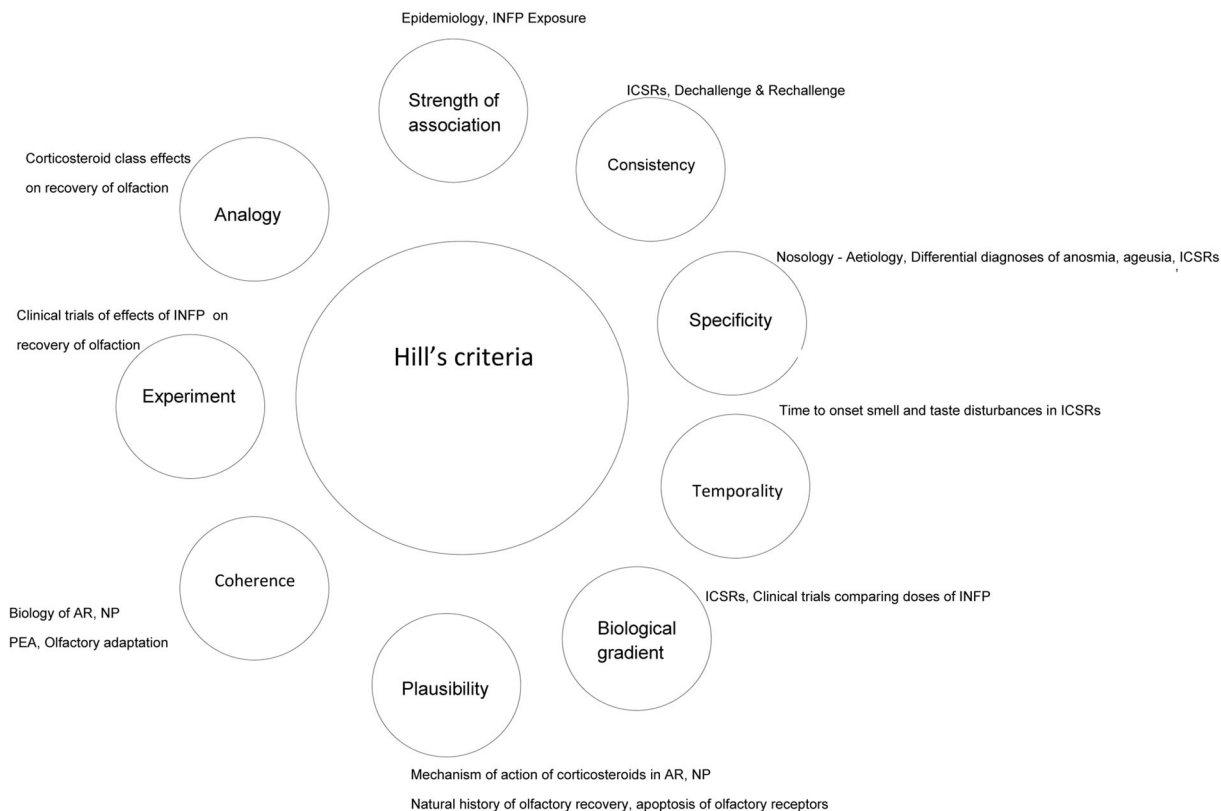 Epidemiology, INFP Exposure
Strength of
association
ICSRs, Dechallenge & Rechallenge
Consistency
Corticosteroid class effects
on recovery of olfaction
Analogy
Nosology - Aetiology, Differential diagnoses of anosmia, ageusia, ICSRs
,
Specificity
Clinical trials of effects of INFP on
recovery of olfaction
Experiment
Hill’s criteria
Time to onset smell and taste disturbances in ICSRs
Temporality
Coherence
Biology of AR, NP
PEA, Olfactory adaptation
ICSRs, Clinical trials comparing doses of INFP
Biological
gradient
Plausibility
Mechanism of action of corticosteroids in AR, NP
Natural history of olfactory recovery, apoptosis of olfactory receptors